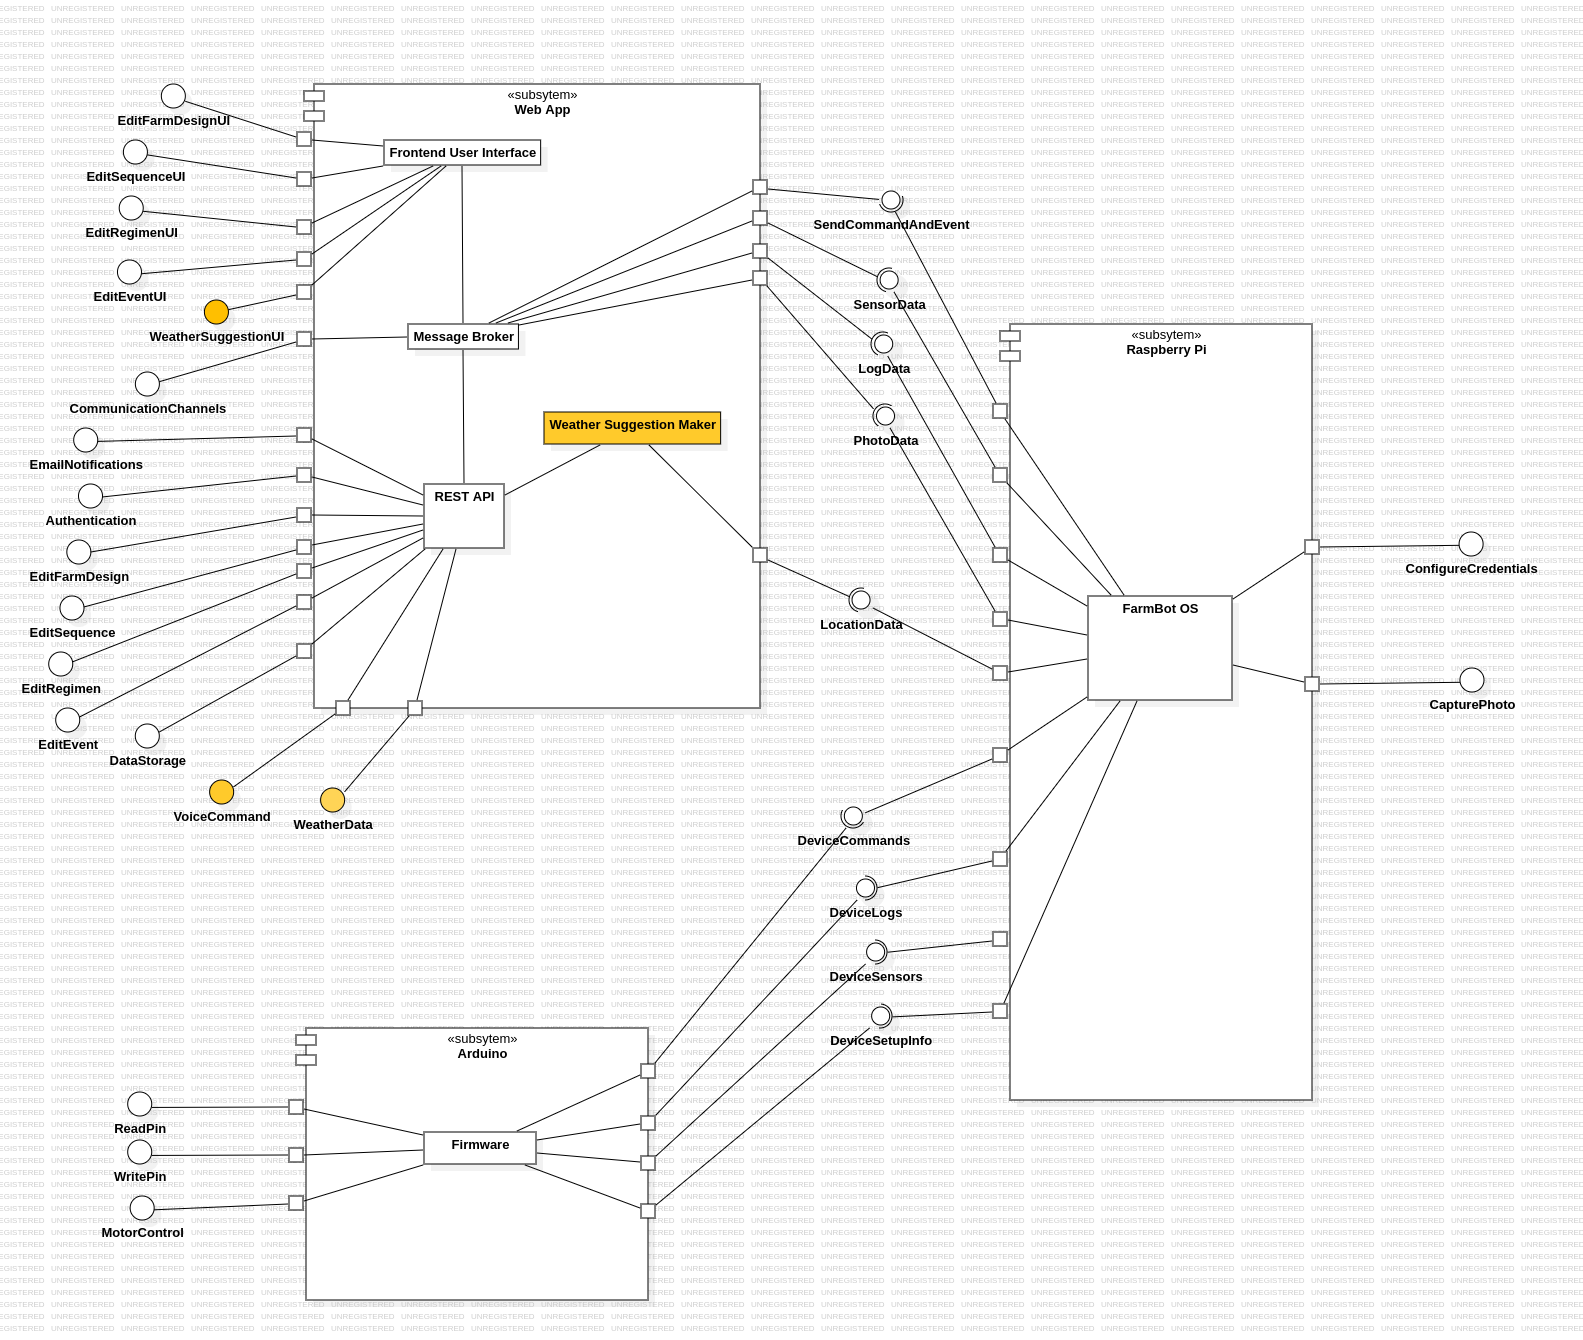 «subsytem»
Web App
EditFarmDesignUI
Frontend User Interface
EditSequenceUI
EditRegimenUI
SendCommandAndEvent
EditEventUI
SensorData
WeatherSuggestionUI
Message Broker
«subsytem»
Raspberry Pi
LogData
CommunicationChannels
Weather Suggestion Maker
PhotoData
EmailNotifications
REST API
Authentication
ConfigureCredentials
EditFarmDesign
FarmBot OS
LocationData
EditSequence
EditRegimen
CapturePhoto
EditEvent
DataStorage
VoiceCommand
WeatherData
DeviceCommands
DeviceLogs
DeviceSensors
«subsytem»
Arduino
DeviceSetupInfo
ReadPin
Firmware
WritePin
MotorControl
UNREGISTERED